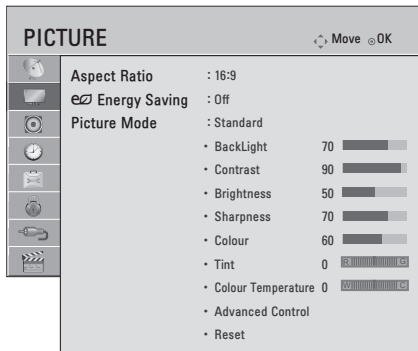 PICTURE Move OK
Aspect Ratio : 16:9
Energy Saving : Off
Picture Mode : Standard
• BackLight 70
• Contrast 90
• Brightness 50
• Sharpness 70
• Colour 60
• Tint 0 R G
• Colour Temperature 0 W C
• Advanced Control
• Reset